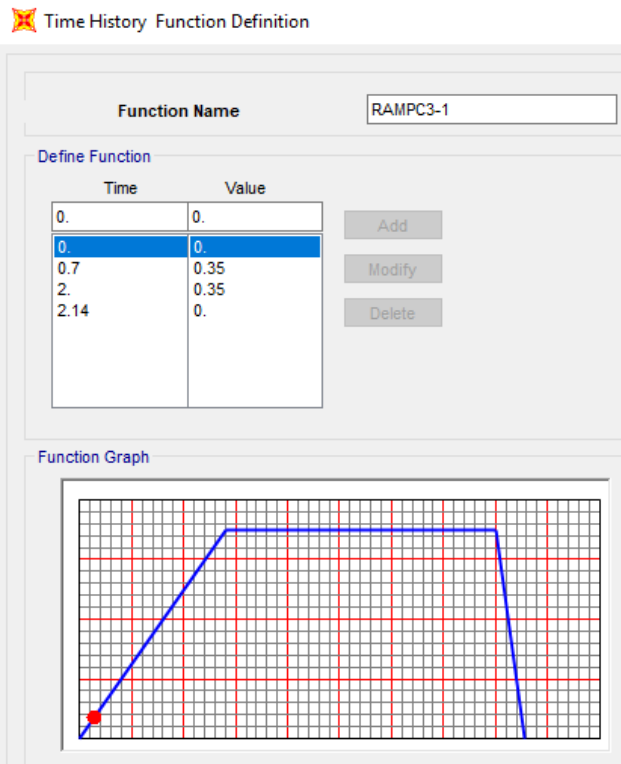 Time History Function Definition
Function Name
RAMPC3-1
Define Function
Time Value
0. 0.
0. 0.
0.7 0.35
2. 0.35
2.14 0.
Add
Modify
Delete
Function Graph